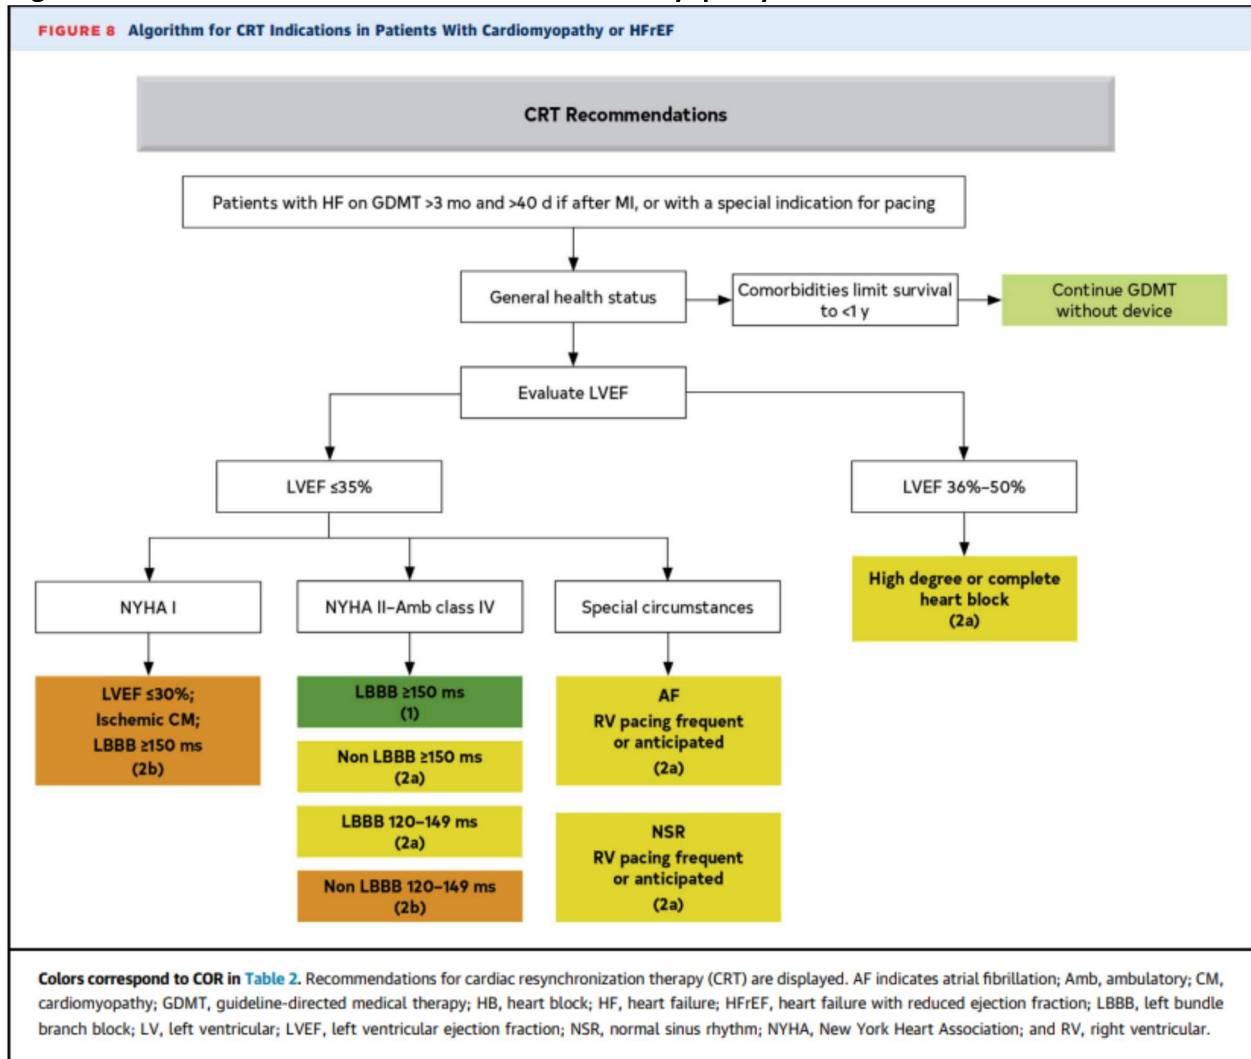 FIGURE 8 Algorithm for CRT Indications in Patients With Cardiomyopathy or HFrEF
CRT Recommendations
Patients with HF on GDMT >3 mo and >40 d if after MI, or with a special indication for pacing
General health status
Comorbidities limit survival
to <1 y
Continue GDMT
without device
Evaluate LVEF
LVEF ≤35%
LVEF 36%–50%
NYHA I
NYHA II–Amb class IV
Special circumstances
High degree or complete
heart block
(2a)
LVEF ≤30%;
Ischemic CM;
LBBB ≥150 ms
(2b)
LBBB ≥150 ms
(1)
Non LBBB ≥150 ms
(2a)
LBBB 120–149 ms
(2a)
Non LBBB 120–149 ms
(2b)
AF
RV pacing frequent
or anticipated
(2a)
NSR
RV pacing frequent
or anticipated
(2a)
Colors correspond to COR in Table 2. Recommendations for cardiac resynchronization therapy (CRT) are displayed. AF indicates atrial fibrillation; Amb, ambulatory; CM,
cardiomyopathy; GDMT, guideline-directed medical therapy; HB, heart block; HF, heart failure; HFrEF, heart failure with reduced ejection fraction; LBBB, left bundle
branch block; LV, left ventricular; LVEF, left ventricular ejection fraction; NSR, normal sinus rhythm; NYHA, New York Heart Association; and RV, right ventricular.